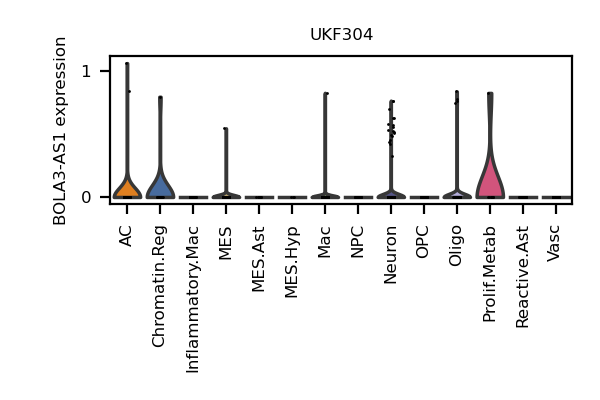 UKF304
BOLA3-AS1 expression
1
0
AC
Chromatin.Reg
Inflammatory.Mac
MES
MES.Ast
MES.Hyp
Mac
NPC
Neuron
OPC
Oligo
Prolif.Metab
Reactive.Ast
Vasc